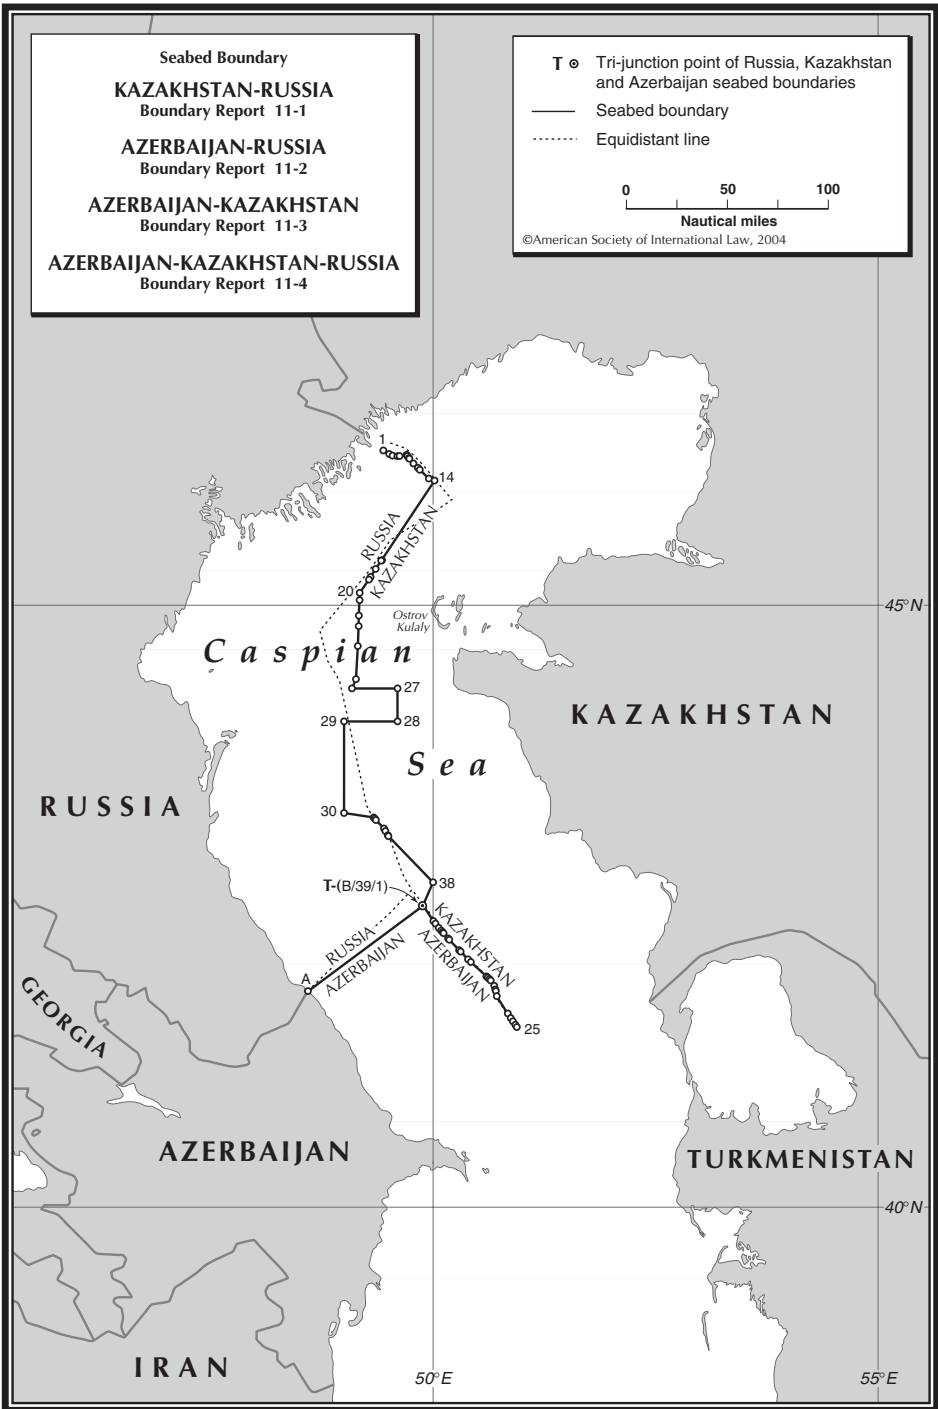 Seabed Boundary
KAZAKHSTAN-RUSSIA
Boundary Report 11-1
AZERBAIJAN-RUSSIA
Boundary Report 11-2
AZERBAIJAN-KAZAKHSTAN
Boundary Report 11-3
AZERBAIJAN-KAZAKHSTAN-RUSSIA
Boundary Report 11-4
T Tri-junction point of Russia, Kazakhstan
and Azerbaijan seabed boundaries
Seabed boundary
Equidistant line
0 50 100
Nautical miles
©American Society of International Law, 2004
1
14
RUSSIA
KAZAKHSTAN
20
45°N
Ostrov
Kulaly
Caspian
27
KAZAKHSTAN
29
28
Sea
RUSSIA
30
T-(B/39/1)
38
KAZAKHSTAN
AZERBAIJAN
RUSSIA
AZERBAIJAN
A
GEORGIA
25
AZERBAIJAN
TURKMENISTAN
40°N
IRAN
50°E
55°E